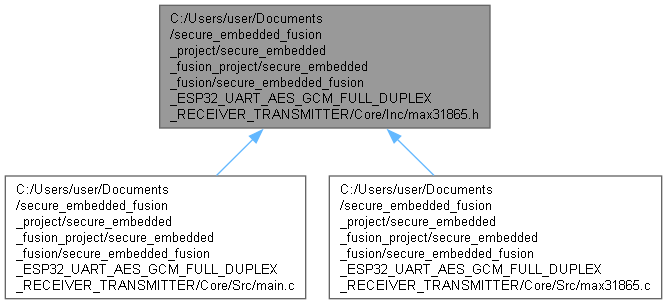 C:/Users/user/Documents
/secure_embedded_fusion
_project/secure_embedded
_fusion_project/secure_embedded
_fusion/secure_embedded_fusion
_ESP32_UART_AES_GCM_FULL_DUPLEX
_RECEIVER_TRANSMITTER/Core/Inc/max31865.h
C:/Users/user/Documents
/secure_embedded_fusion
_project/secure_embedded
_fusion_project/secure_embedded
_fusion/secure_embedded_fusion
_ESP32_UART_AES_GCM_FULL_DUPLEX
_RECEIVER_TRANSMITTER/Core/Src/main.c
C:/Users/user/Documents
/secure_embedded_fusion
_project/secure_embedded
_fusion_project/secure_embedded
_fusion/secure_embedded_fusion
_ESP32_UART_AES_GCM_FULL_DUPLEX
_RECEIVER_TRANSMITTER/Core/Src/max31865.c